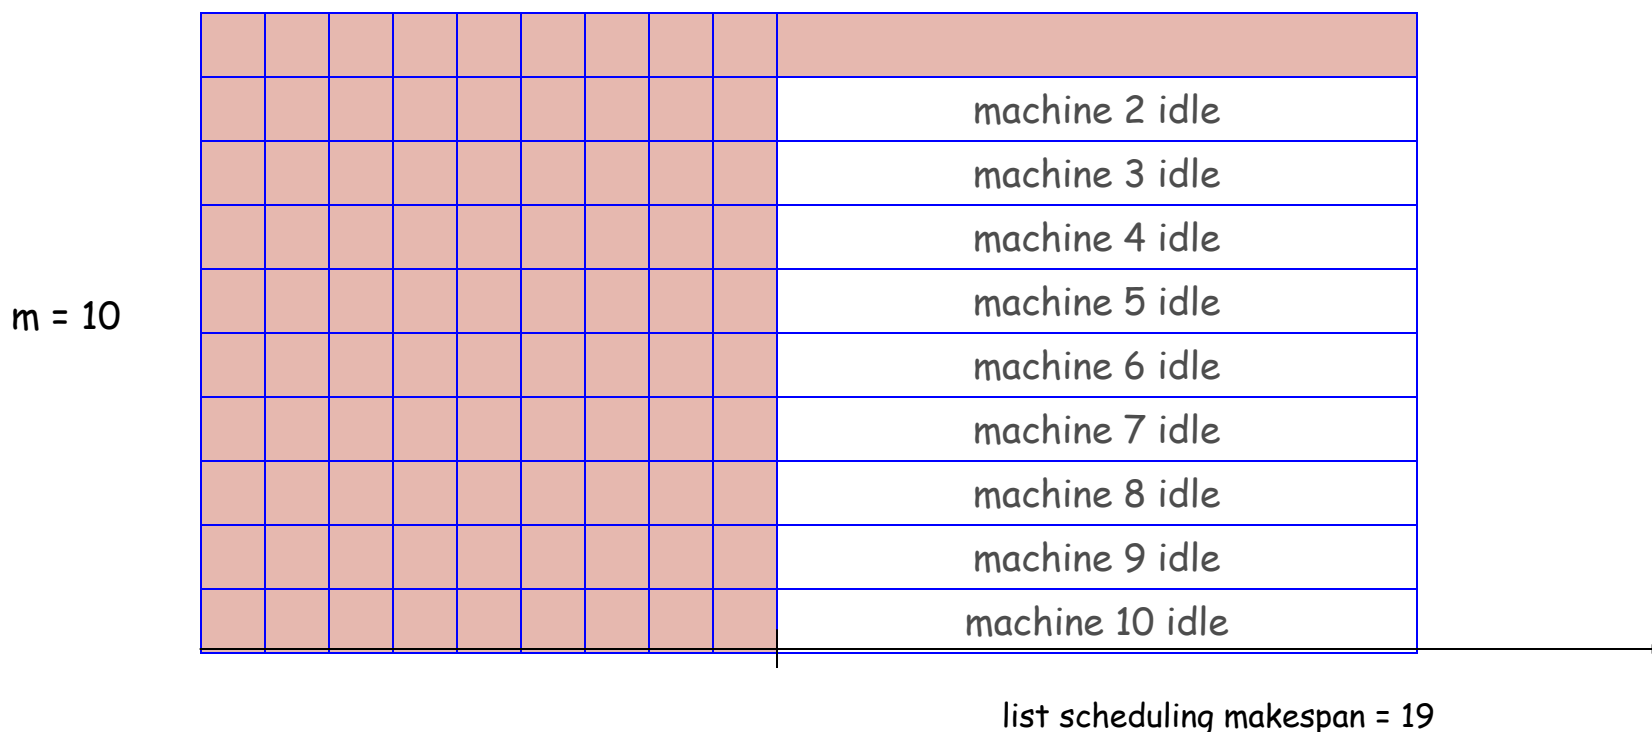 machine 2 idle
machine 3 idle
machine 4 idle
machine 5 idle
m = 10
machine 6 idle
machine 7 idle
machine 8 idle
machine 9 idle
machine 10 idle
list scheduling makespan = 19